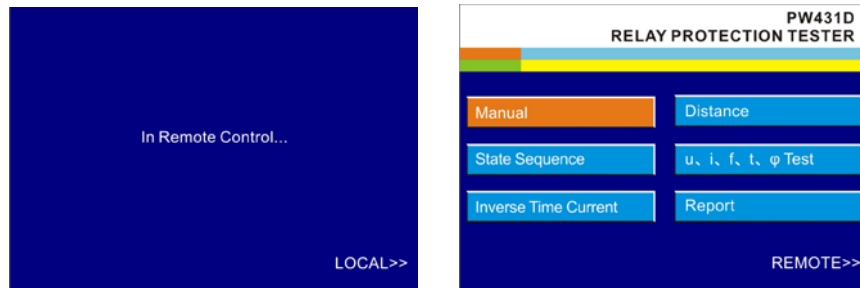 In Remote Control...
LOCAL>>
PW431D
RELAY PROTECTION TESTER
Manual
Distance
State Sequence
u、i、f、t、φ Test
Inverse Time Current
Report
REMOTE>>